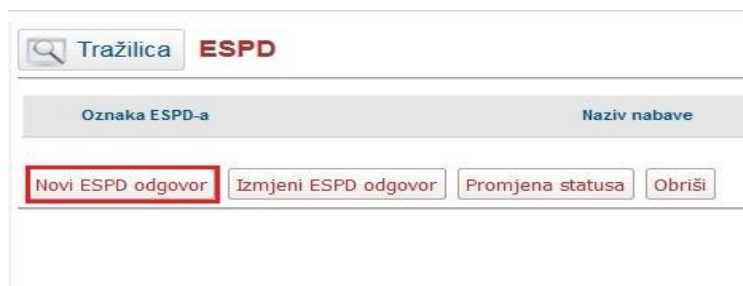 Tražilica ESPD
Oznaka ESPD-a Naziv nabave
Novi ESPD odgovor Izmjeni ESPD odgovor Promjena statusa Obriši